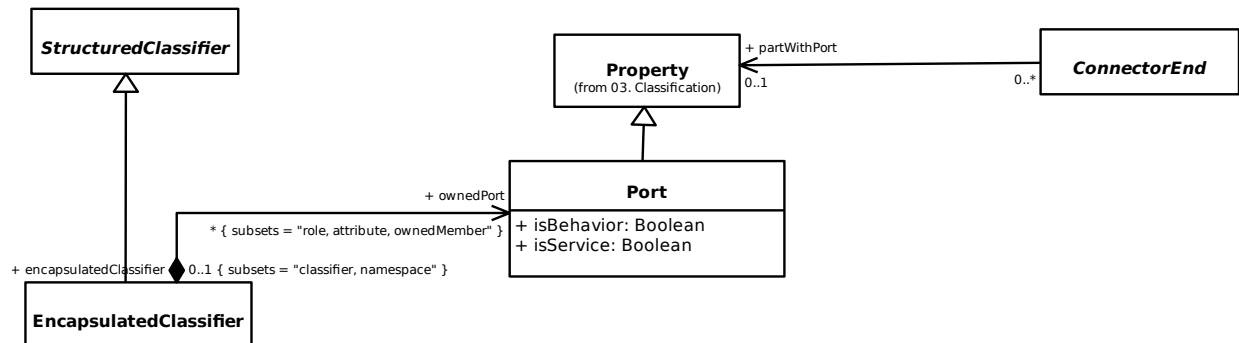 StructuredClassifier
Property
(from 03. Classification)
+ partWithPort
0..1
0..*
ConnectorEnd
Port
+ isBehavior: Boolean
+ isService: Boolean
+ ownedPort
* { subsets = "role, attribute, ownedMember" }
+ encapsulatedClassifier
0..1 { subsets = "classifier, namespace" }
EncapsulatedClassifier